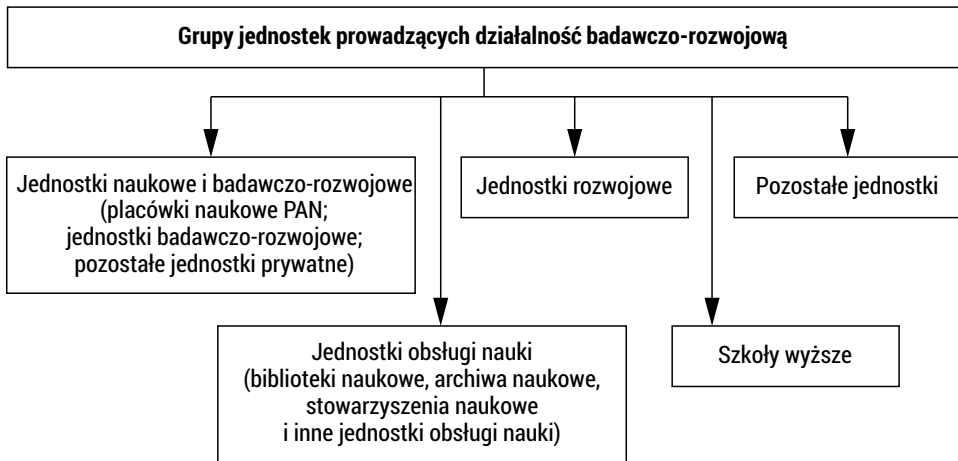 Grupy jednostek prowadzących działalność badawczo-rozwojową
Jednostki naukowe i badawczo-rozwojowe
(placówki naukowe PAN;
jednostki badawczo-rozwojowe;
pozostałe jednostki prywatne)
Jednostki rozwojowe
Pozostałe jednostki
Jednostki obsługi nauki
(biblioteki naukowe, archiwa naukowe,
stowarzyszenia naukowe
i inne jednostki obsługi nauki)
Szkoły wyższe